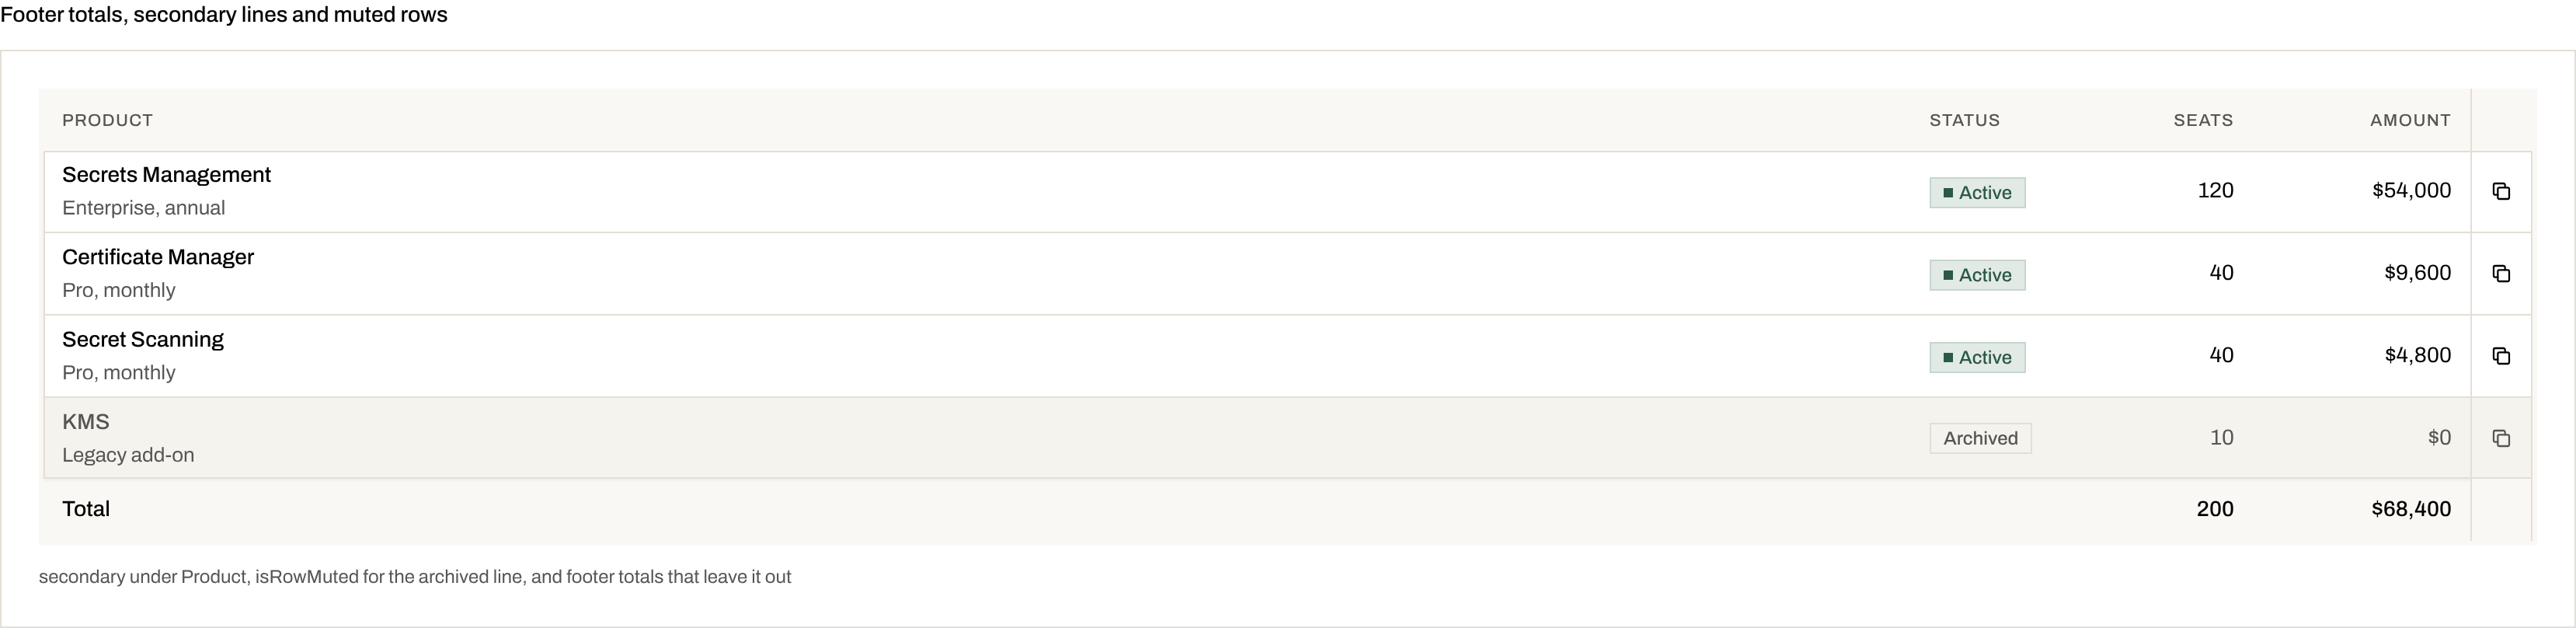 Footer totals, secondary lines and muted rows
PRODUCT STATUS SEATS AMOUNT
Secrets Management
Enterprise, annual
Active 120 $54,000
Certificate Manager
Pro, monthly
Active 40 $9,600
Secret Scanning
Pro, monthly
Active 40 $4,800
KMS
Legacy add-on
Archived 10 $0
Total 200 $68,400
secondary under Product, isRowMuted for the archived line, and footer totals that leave it out